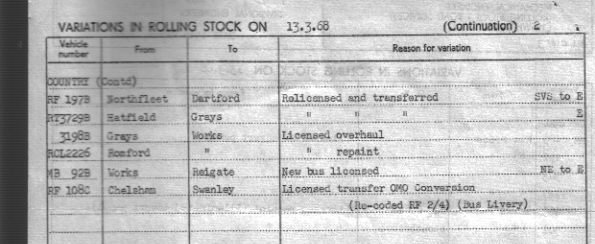 VARIATIONS IN ROLLING STOCK ON 13.3.68 (Continuation) 2
Vehicle number From To Reason for variation
COUNTRY (Contd)
RF 197B Northfleet Dartford Relicensed and transferred SVS to E
RT3729B Hatfield Grays " " " E
3198B Grays Works Licensed overhaul
RCL2226 Romford " " repaint
MB 92B Works Reigate New bus licensed NE to E
RF 108C Chelsham Swanley Licensed transfer OMO Conversion
(Re-coded RF 2/4) (Bus Livery)